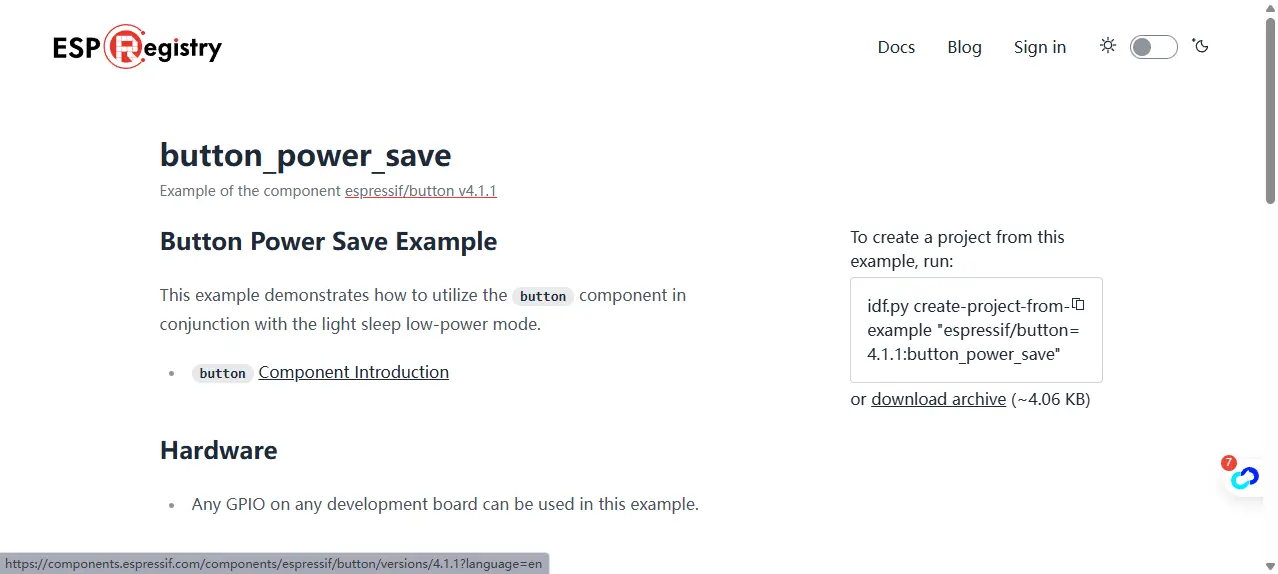 ESP Registry
Docs Blog Sign in
button_power_save
Example of the component espressif/button v4.1.1
Button Power Save Example
This example demonstrates how to utilize the button component in
conjunction with the light sleep low-power mode.
button Component Introduction
Hardware
Any GPIO on any development board can be used in this example.
To create a project from this
example, run:
idf.py create-project-from-
example "espressif/button=
4.1.1:button_power_save"
or download archive (~4.06 KB)
7
https://components.espressif.com/components/espressif/button/versions/4.1.1?language=en